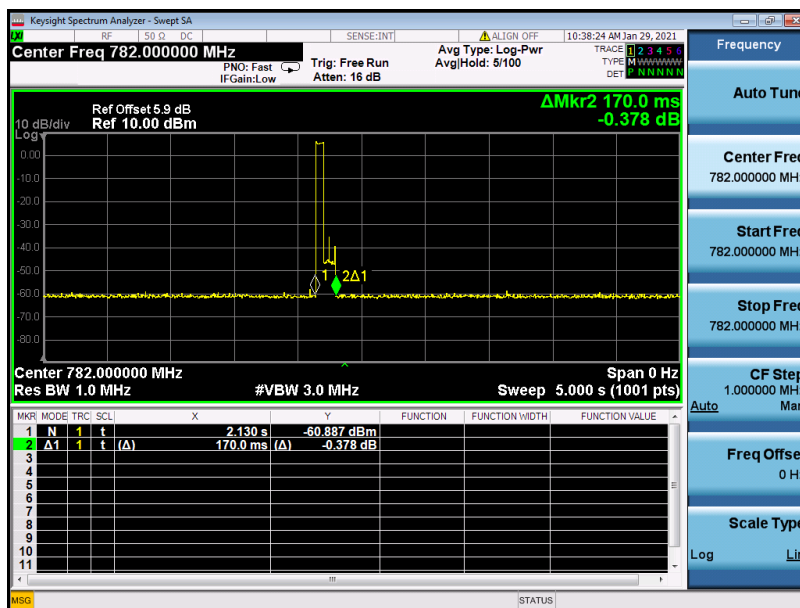 Keysight Spectrum Analyzer - Swept SA
LXI RF 50 Ω DC SENSE:INT ALIGN OFF 10:38:24 AM Jan 29, 2021
Center Freq 782.000000 MHz
PNO: Fast
IFGain:Low
Trig: Free Run
Atten: 16 dB
Avg Type: Log-Pwr
Avg|Hold: 5/100
TRACE 1 2 3 4 5 6
TYPE M W W W W W
DET P N N N N N
Ref Offset 5.9 dB
10 dB/div Ref 10.00 dBm
Log
ΔMkr2 170.0 ms
-0.378 dB
0.00
-10.0
-20.0
-30.0
-40.0
-50.0
-60.0
-70.0
-80.0
1 2Δ1
Center 782.000000 MHz Span 0 Hz
Res BW 1.0 MHz #VBW 3.0 MHz Sweep 5.000 s (1001 pts)
MKR MODE TRC SCL X Y FUNCTION FUNCTION WIDTH FUNCTION VALUE
1 N 1 t 2.130 s -60.887 dBm
2 Δ1 1 t (Δ) 170.0 ms (Δ) -0.378 dB
3
4
5
6
7
8
9
10
11
MSG STATUS
Frequency
Auto Tune
Center Freq
782.000000 MHz
Start Freq
782.000000 MHz
Stop Freq
782.000000 MHz
CF Step
1.000000 MHz
Auto Man
Freq Offset
0 Hz
Scale Type
Log Lin